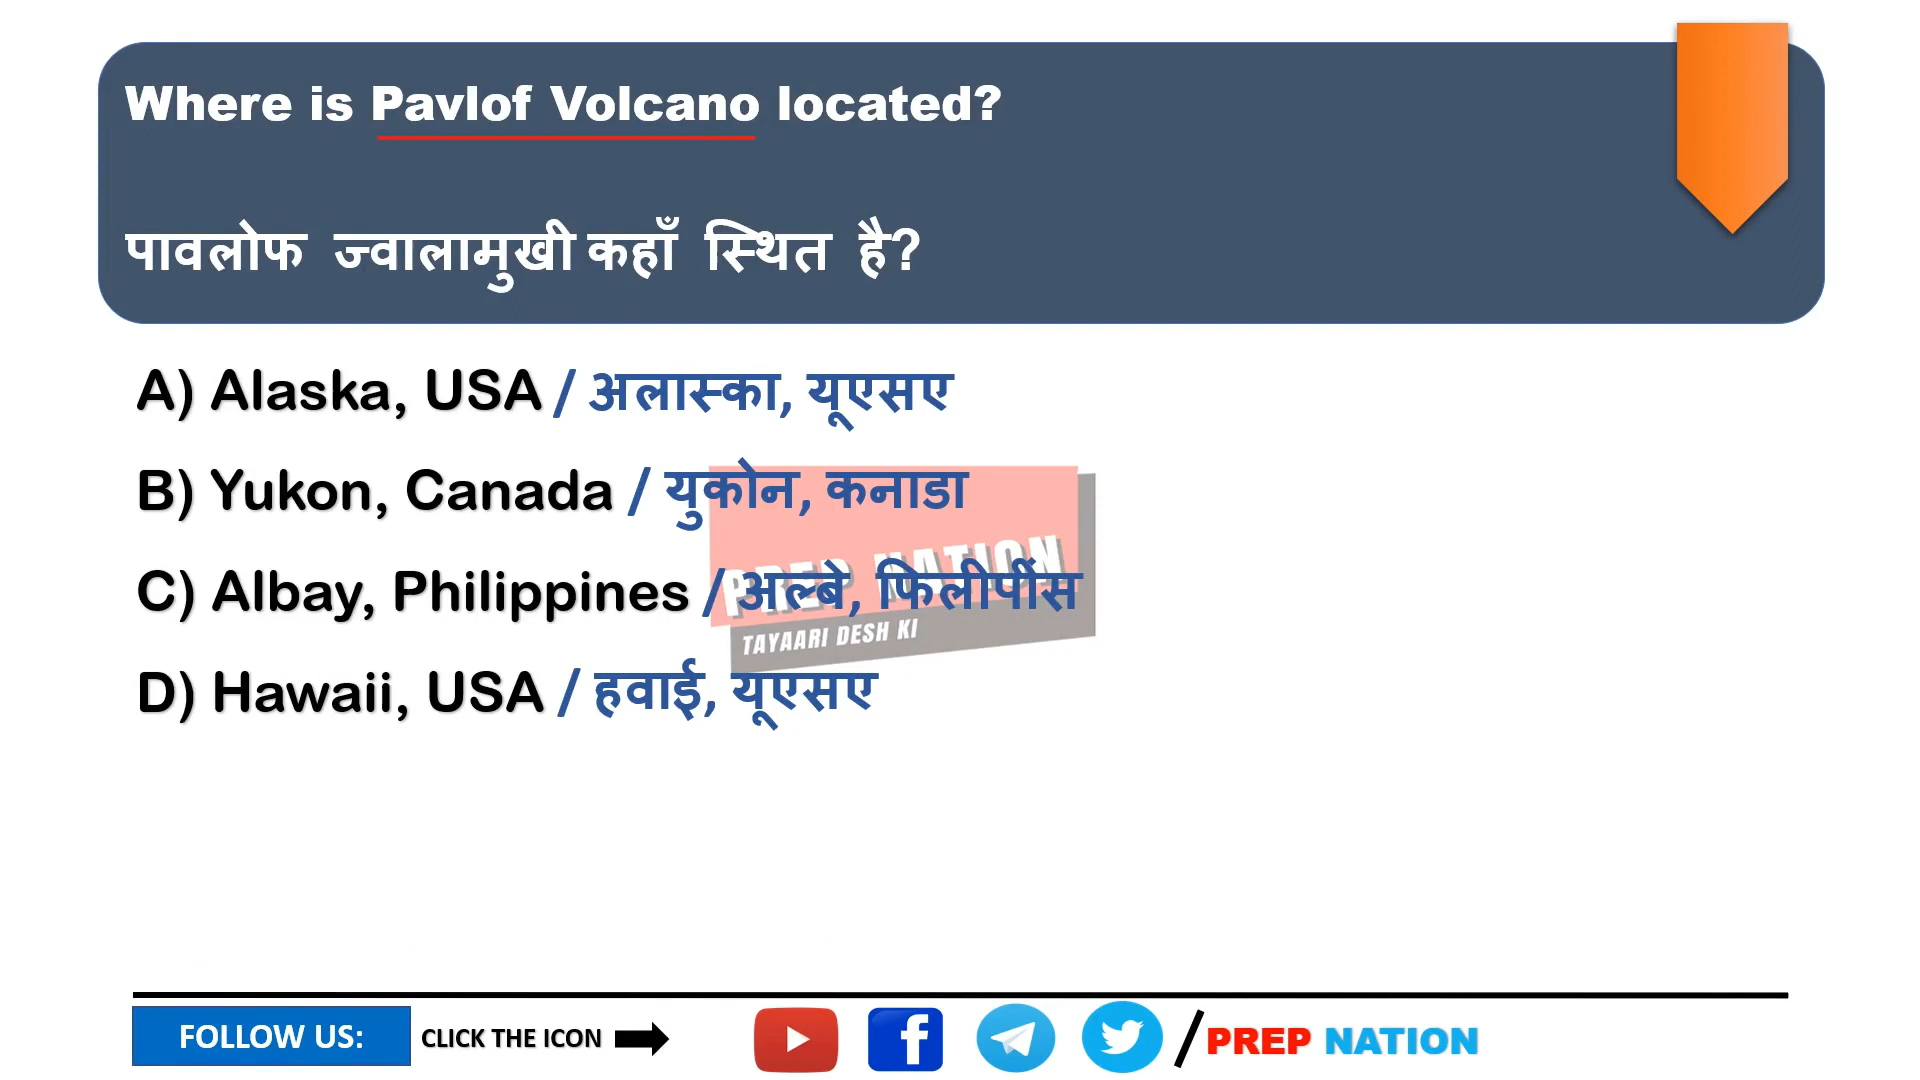 Where is Pavlof Volcano located?
पावलोफ ज्वालामुखी कहाँ स्थित है?
A) Alaska, USA / अलास्का, यूएसए
B) Yukon, Canada / युकोन, कनाडा
C) Albay, Philippines / अल्बे, फिलीपींस
D) Hawaii, USA / हवाई, यूएसए
PREP NATION
TAYAARI DESH KI
FOLLOW US: CLICK THE ICON /PREP NATION